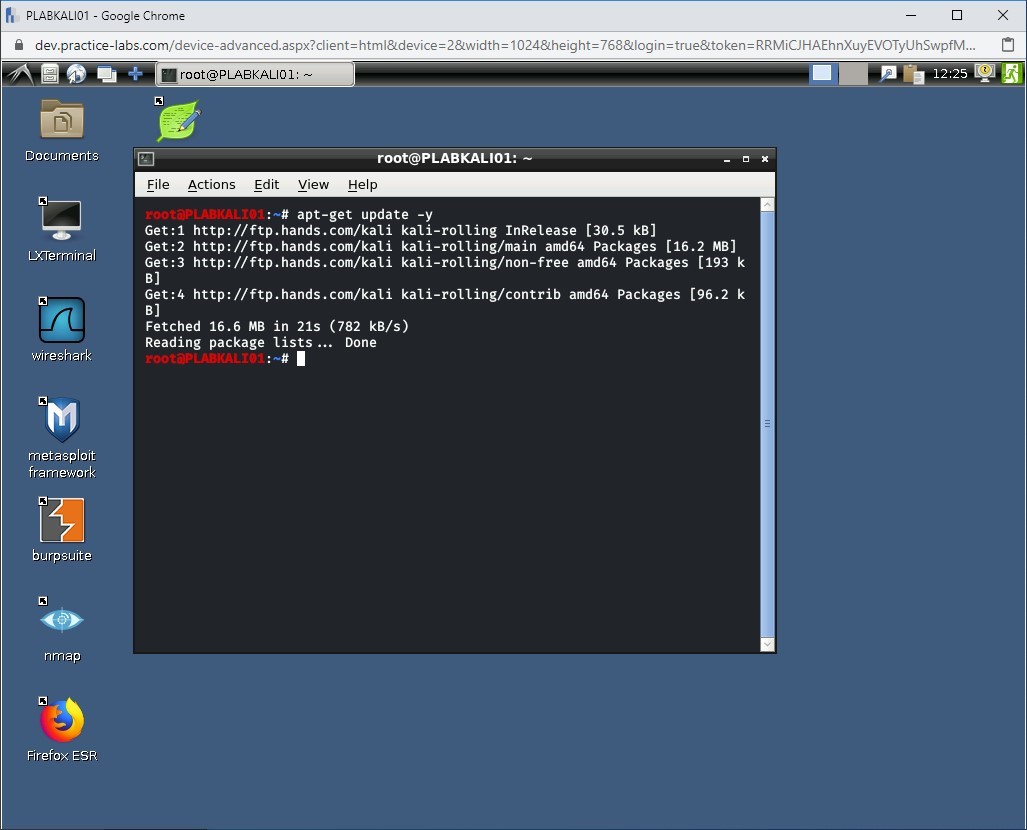 PLABKALI01 - Google Chrome
dev.practice-labs.com/device-advanced.aspx?client=html&device=2&width=1024&height=768&login=true&token=RRMiCJHAEhnXuyEVOTyUhSwpfM...
root@PLABKALI01: ~
12:25
Documents
LXTerminal
wireshark
metasploit
framework
burpsuite
nmap
Firefox ESR
root@PLABKALI01: ~
File Actions Edit View Help
root@PLABKALI01:~# apt-get update -y
Get:1 http://ftp.hands.com/kali kali-rolling InRelease [30.5 kB]
Get:2 http://ftp.hands.com/kali kali-rolling/main amd64 Packages [16.2 MB]
Get:3 http://ftp.hands.com/kali kali-rolling/non-free amd64 Packages [193 k
B]
Get:4 http://ftp.hands.com/kali kali-rolling/contrib amd64 Packages [96.2 k
B]
Fetched 16.6 MB in 21s (782 kB/s)
Reading package lists... Done
root@PLABKALI01:~#